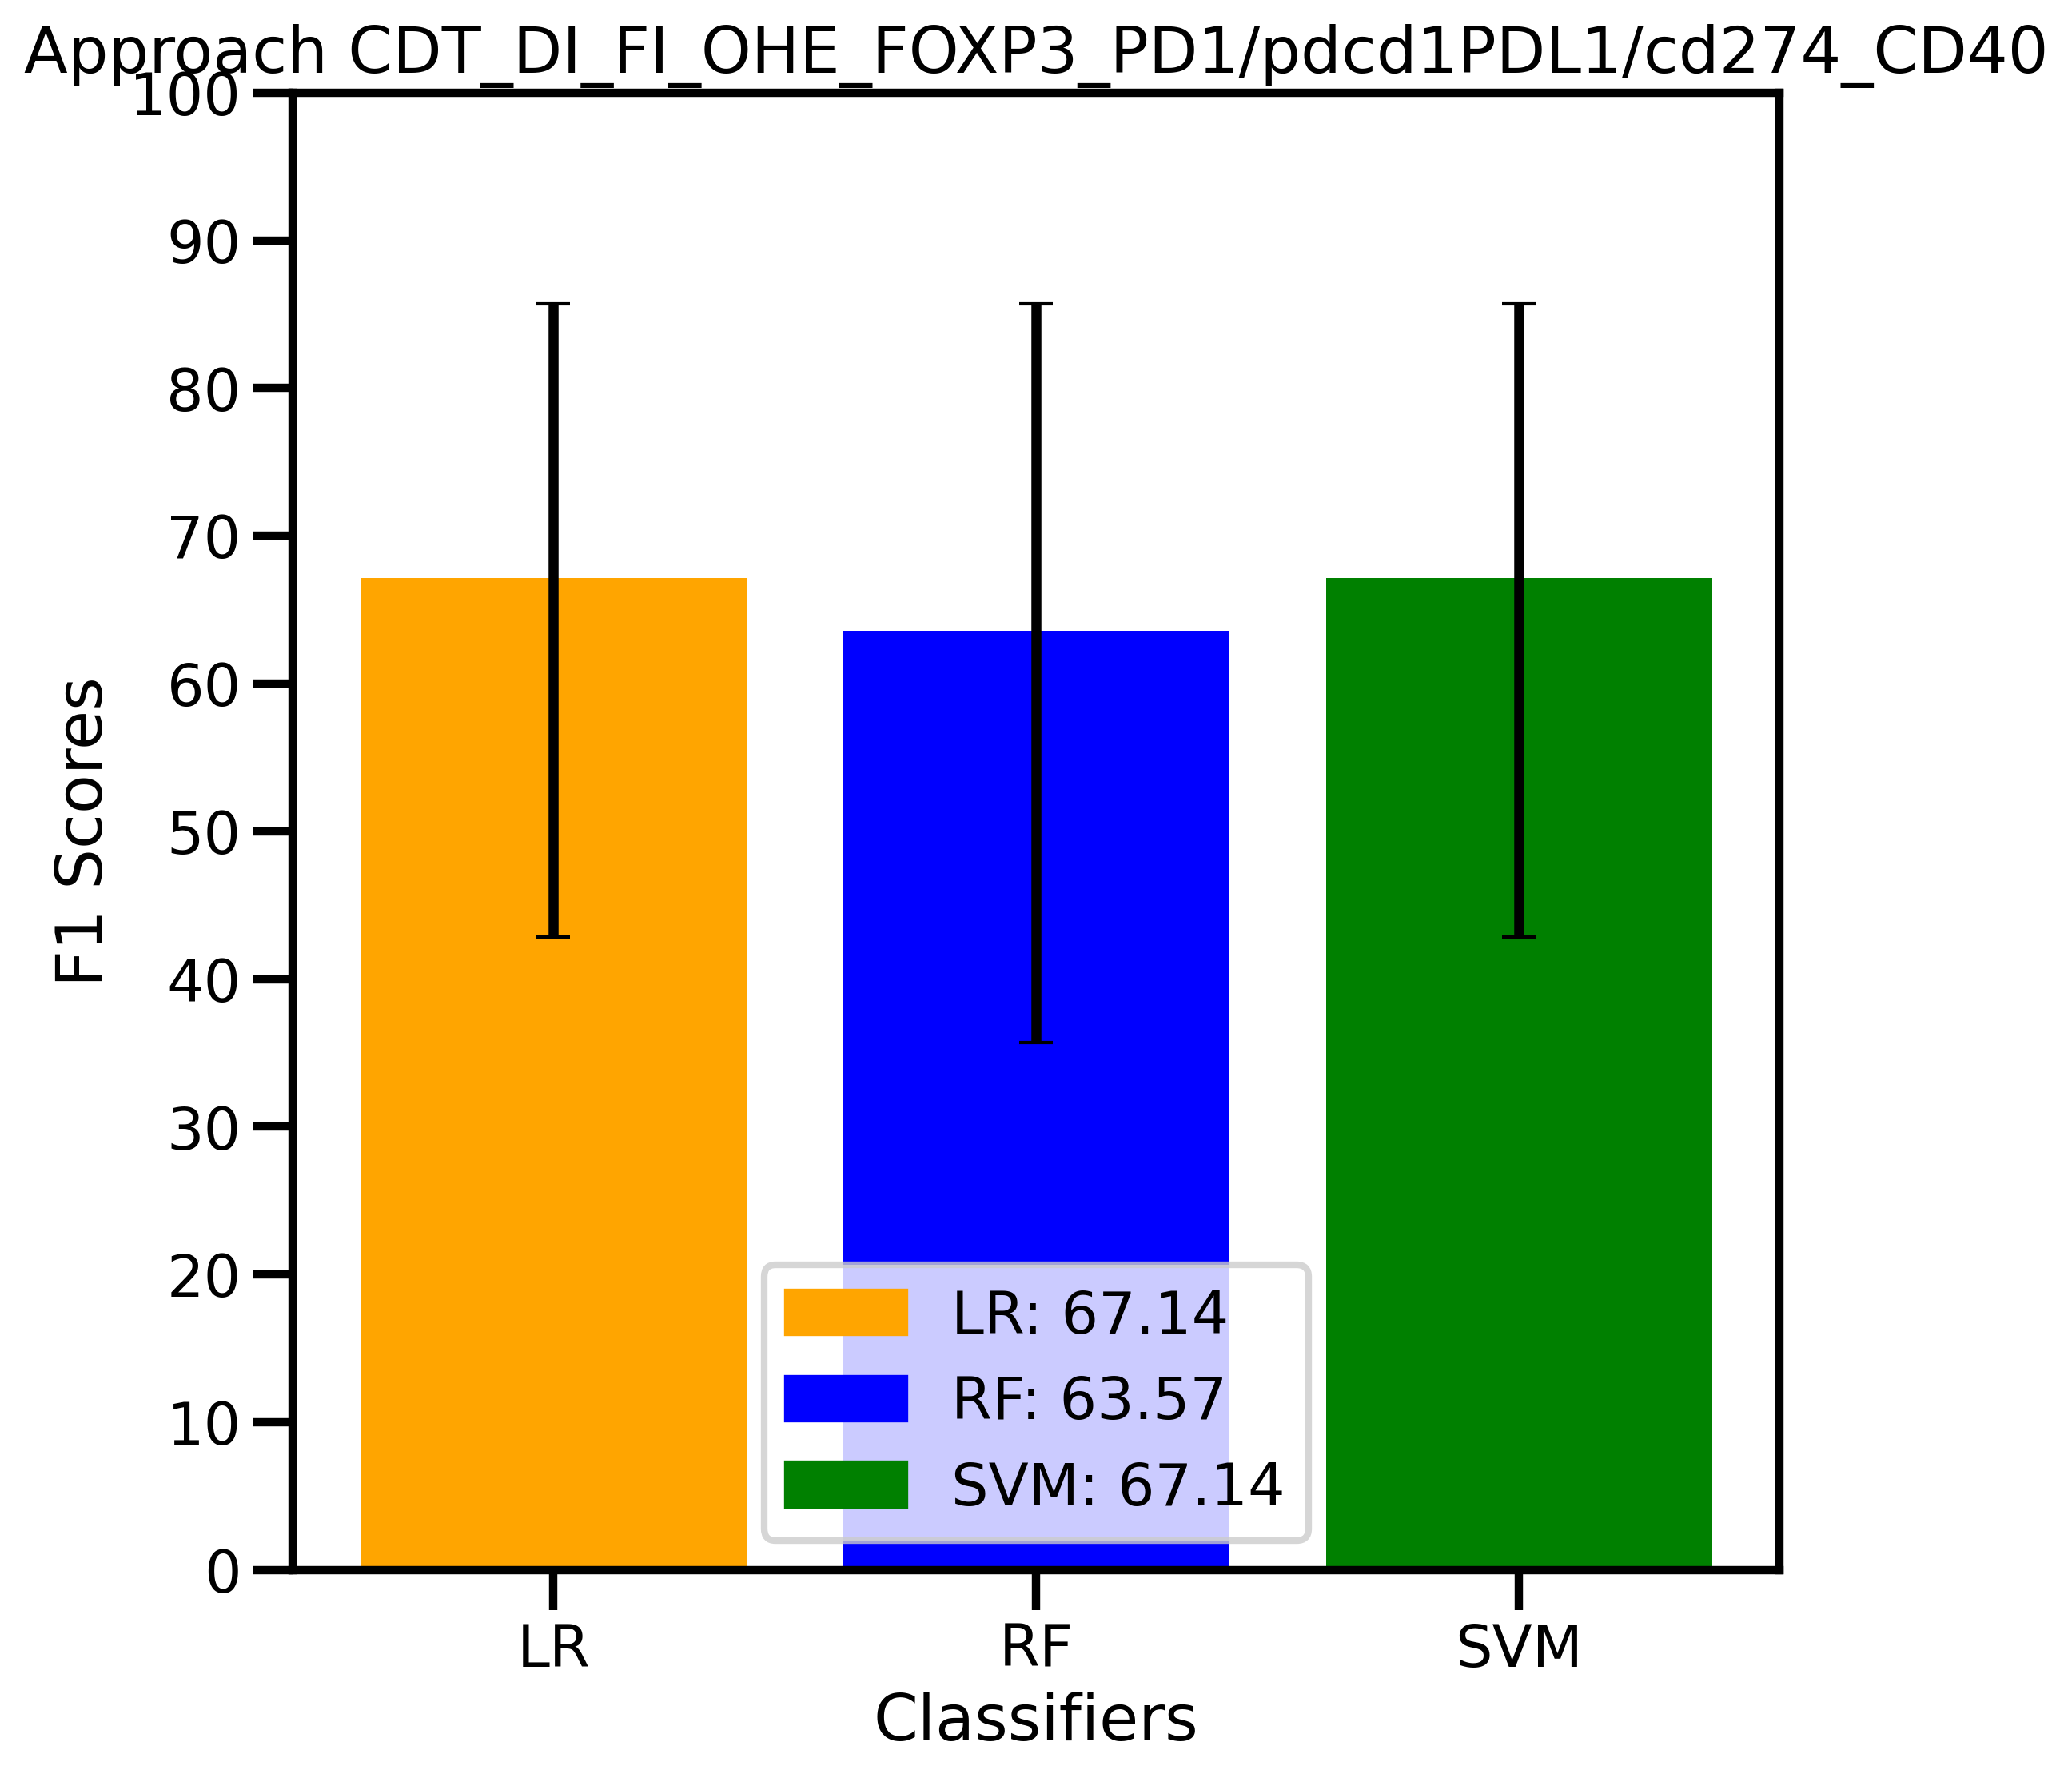 Approach CDT_DI_FI_OHE_FOXP3_PD1/pdcd1PDL1/cd274_CD40
100
90
80
70
60
50
40
30
20
10
0
F1 Scores
LR: 67.14
RF: 63.57
SVM: 67.14
LR RF SVM
Classifiers